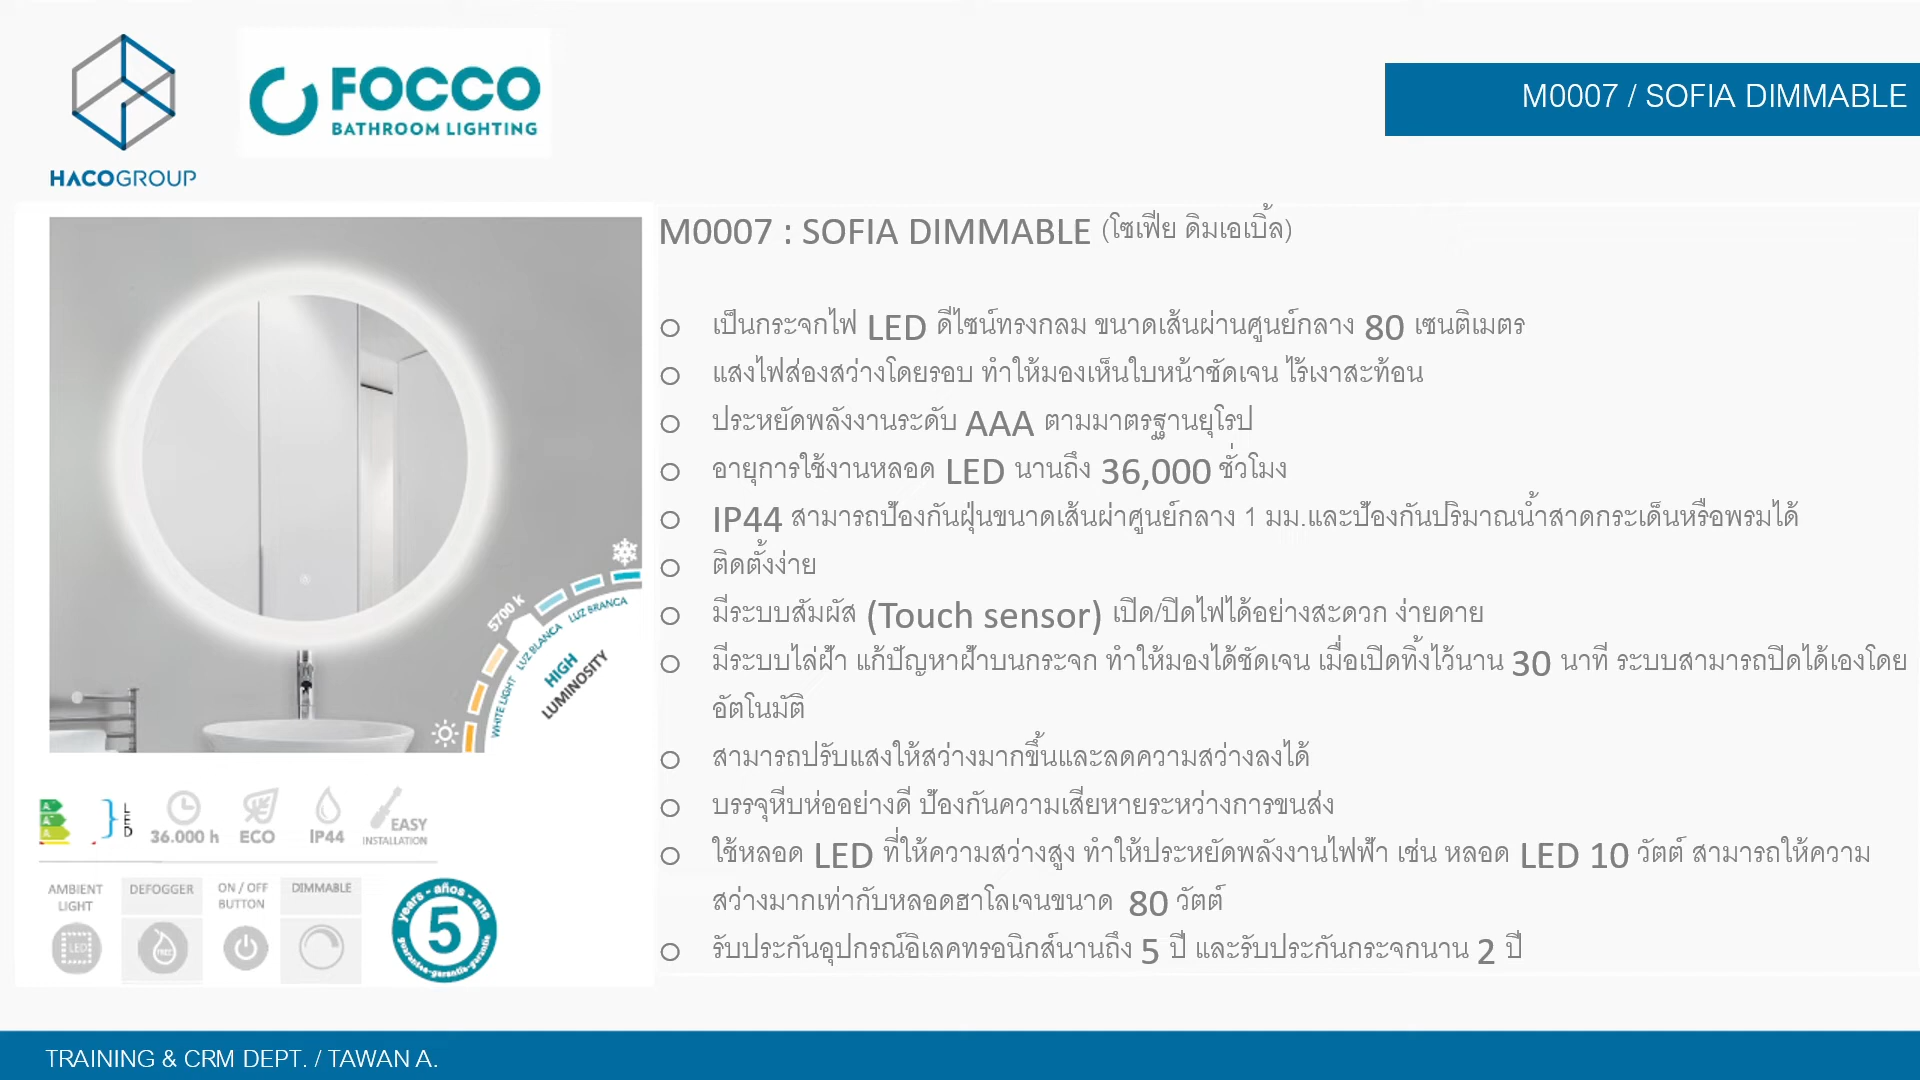 HACOGROUP
FOCCO
BATHROOM LIGHTING
M0007 / SOFIA DIMMABLE
M0007 : SOFIA DIMMABLE (โซเฟีย ดิมเอเบิ้ล)
เป็นกระจกไฟ LED ดีไซน์ทรงกลม ขนาดเส้นผ่านศูนย์กลาง 80 เซนติเมตร
แสงไฟส่องสว่างโดยรอบ ทำให้มองเห็นใบหน้าชัดเจน ไร้เงาสะท้อน
ประหยัดพลังงานระดับ AAA ตามมาตรฐานยุโรป
อายุการใช้งานหลอด LED นานถึง 36,000 ชั่วโมง
IP44 สามารถป้องกันฝุ่นขนาดเส้นผ่าศูนย์กลาง 1 มม.และป้องกันปริมาณน้ำสาดกระเด็นหรือพรมได้
ติดตั้งง่าย
มีระบบสัมผัส (Touch sensor) เปิด/ปิดไฟได้อย่างสะดวก ง่ายดาย
มีระบบไล่ฝ้า แก้ปัญหาฝ้าบนกระจก ทำให้มองได้ชัดเจน เมื่อเปิดทิ้งไว้นาน 30 นาที ระบบสามารถปิดได้เองโดย
อัตโนมัติ
สามารถปรับแสงให้สว่างมากขึ้นและลดความสว่างลงได้
บรรจุหีบห่ออย่างดี ป้องกันความเสียหายระหว่างการขนส่ง
ใช้หลอด LED ที่ให้ความสว่างสูง ทำให้ประหยัดพลังงานไฟฟ้า เช่น หลอด LED 10 วัตต์ สามารถให้ความ
สว่างมากเท่ากับหลอดฮาโลเจนขนาด 80 วัตต์
รับประกันอุปกรณ์อิเลคทรอนิกส์นานถึง 5 ปี และรับประกันกระจกนาน 2 ปี
5700 k
WHITE LIGHT LUZ BLANCA LUZ BRANCA
HIGH
LUMINOSITY
LED
36.000 h
ECO
IP44
EASY
INSTALLATION
AMBIENT
LIGHT
DEFOGGER
ON / OFF
BUTTON
DIMMABLE
LED
FREE
years - años - ans
5
garantee-garantia-garantie
TRAINING & CRM DEPT. / TAWAN A.